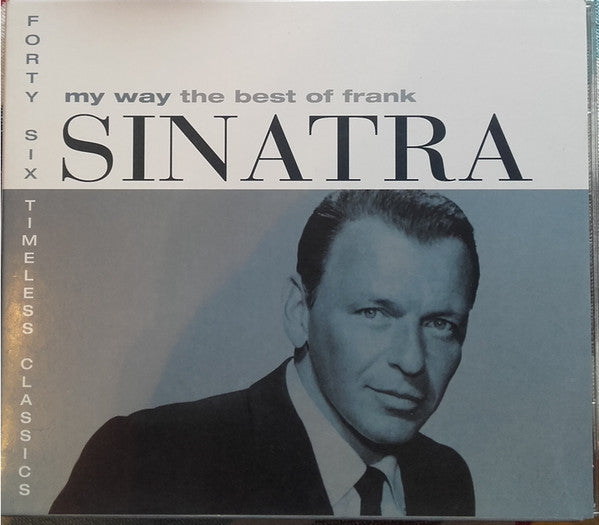 FORTY SIX TIMELESS CLASSICS
my way the best of frank
SINATRA